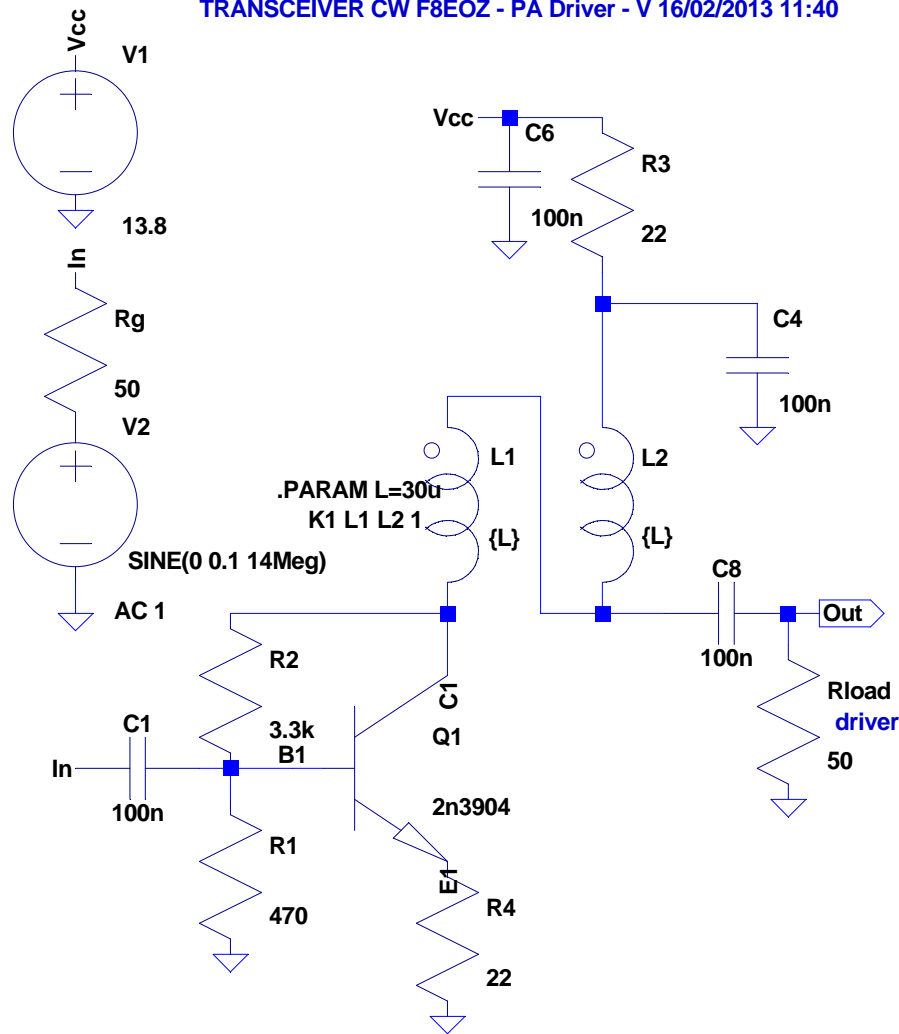 TRANSCEIVER CW F8EOZ - PA Driver - V 16/02/2013 11:40
Vcc
V1
13.8
In
Rg
50
V2
SINE(0 0.1 14Meg)
AC 1
Vcc
C6
100n
R3
22
C4
100n
L1
{L}
L2
{L}
.PARAM L=30u
K1 L1 L2 1
C8
100n
Out
Rload
driver
50
R2
3.3k
B1
C1
Q1
2n3904
In
C1
100n
R1
470
E1
R4
22